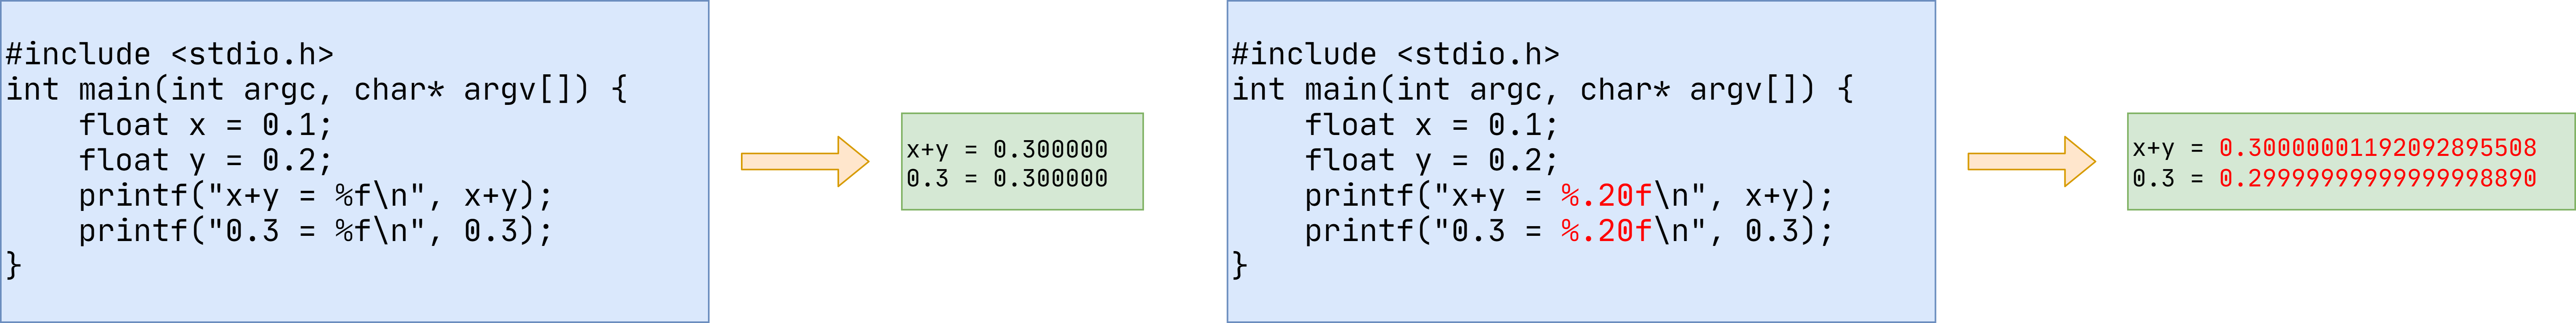 #include <stdio.h>
int main(int argc, char* argv[]) {
    float x = 0.1;
    float y = 0.2;
    printf("x+y = %f\n", x+y);
    printf("0.3 = %f\n", 0.3);
}
x+y = 0.300000
0.3 = 0.300000
#include <stdio.h>
int main(int argc, char* argv[]) {
    float x = 0.1;
    float y = 0.2;
    printf("x+y = %.20f\n", x+y);
    printf("0.3 = %.20f\n", 0.3);
}
x+y = 0.30000001192092895508
0.3 = 0.29999999999999998890